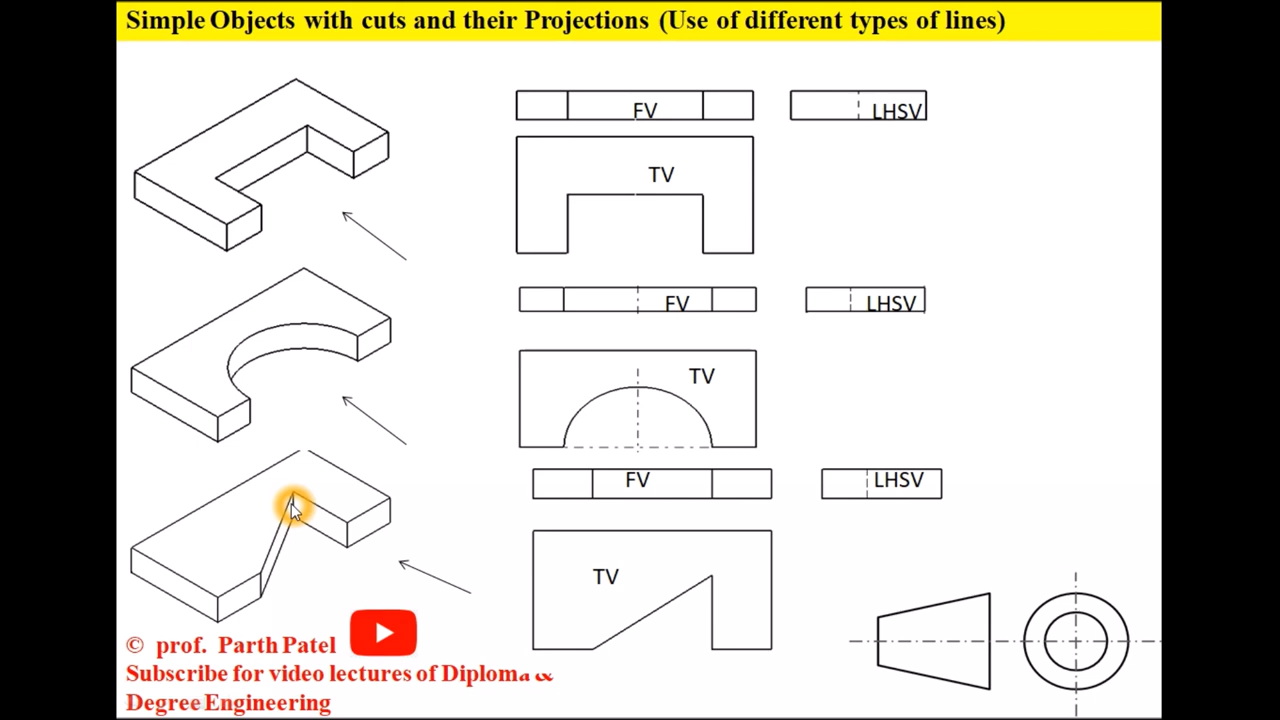 Simple Objects with cuts and their Projections (Use of different types of lines)
FV
LHSV
TV
FV
LHSV
TV
FV
LHSV
TV
© prof. Parth Patel
Subscribe for video lectures of Diploma &
Degree Engineering